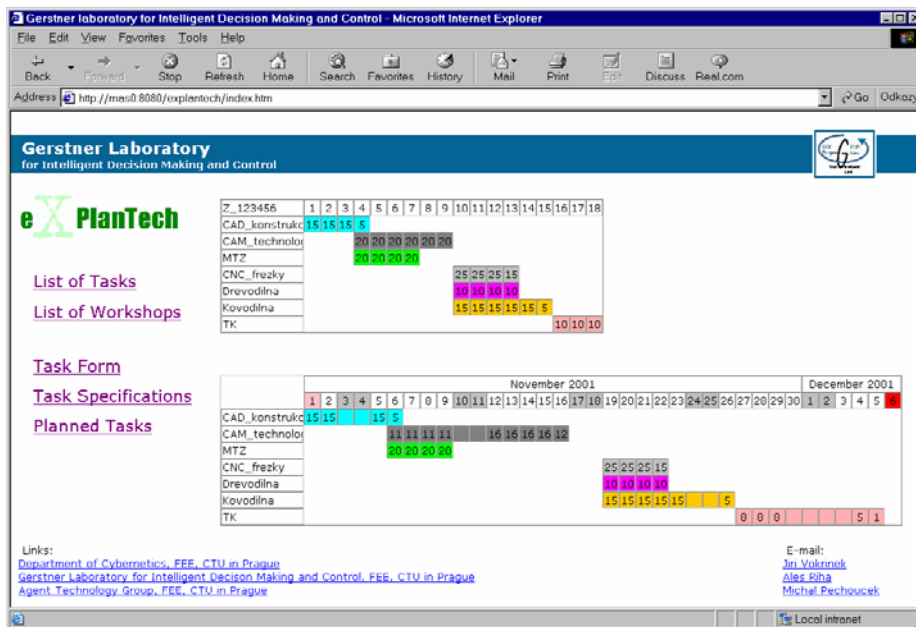 Gerstner laboratory for Intelligent Decision Making and Control - Microsoft Internet Explorer
File Edit View Favorites Tools Help
Back Forward Stop Refresh Home Search Favorites History Mail Print Edit Discuss Real.com
Address http://mas0:8080/explantech/index.htm Go Odkazy
Gerstner Laboratory
for Intelligent Decision Making and Control
eXPlanTech
List of Tasks
List of Workshops
Task Form
Task Specifications
Planned Tasks
Z_123456 1 2 3 4 5 6 7 8 9 10 11 12 13 14 15 16 17 18
CAD_konstrukc 15 15 15 5
CAM_technolog 20 20 20 20 20 20
MTZ 20 20 20 20
CNC_frezky 25 25 25 15
Drevodilna 10 10 10 10
Kovodilna 15 15 15 15 15 5
TK 10 10 10
November 2001 December 2001
1 2 3 4 5 6 7 8 9 10 11 12 13 14 15 16 17 18 19 20 21 22 23 24 25 26 27 28 29 30 1 2 3 4 5 6
CAD_konstrukc 15 15 15 5
CAM_technolog 11 11 11 11 16 16 16 16 12
MTZ 20 20 20 20
CNC_frezky 25 25 25 15
Drevodilna 10 10 10 10
Kovodilna 15 15 15 15 15 5
TK 8 8 8 5 1
Links:
Department of Cybernetics, FEE, CTU in Prague
Gerstner Laboratory for Intelligent Decison Making and Control, FEE, CTU in Prague
Agent Technology Group, FEE, CTU in Prague
E-mail:
Jiri Vokrinek
Ales Riha
Michal Pechoucek
Local intranet